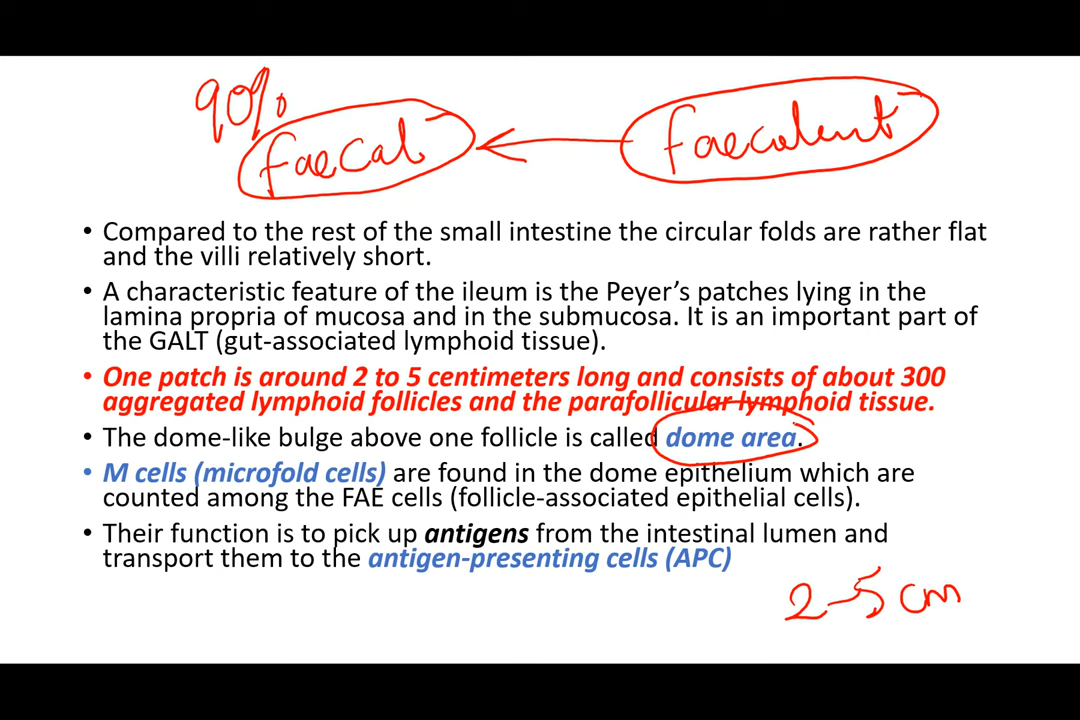 90%
faecal
faeculent
• Compared to the rest of the small intestine the circular folds are rather flat
and the villi relatively short.
• A characteristic feature of the ileum is the Peyer’s patches lying in the
lamina propria of mucosa and in the submucosa. It is an important part of
the GALT (gut-associated lymphoid tissue).
• One patch is around 2 to 5 centimeters long and consists of about 300
aggregated lymphoid follicles and the parafollicular lymphoid tissue.
• The dome-like bulge above one follicle is called dome area.
• M cells (microfold cells) are found in the dome epithelium which are
counted among the FAE cells (follicle-associated epithelial cells).
• Their function is to pick up antigens from the intestinal lumen and
transport them to the antigen-presenting cells (APC)
2-5 cm